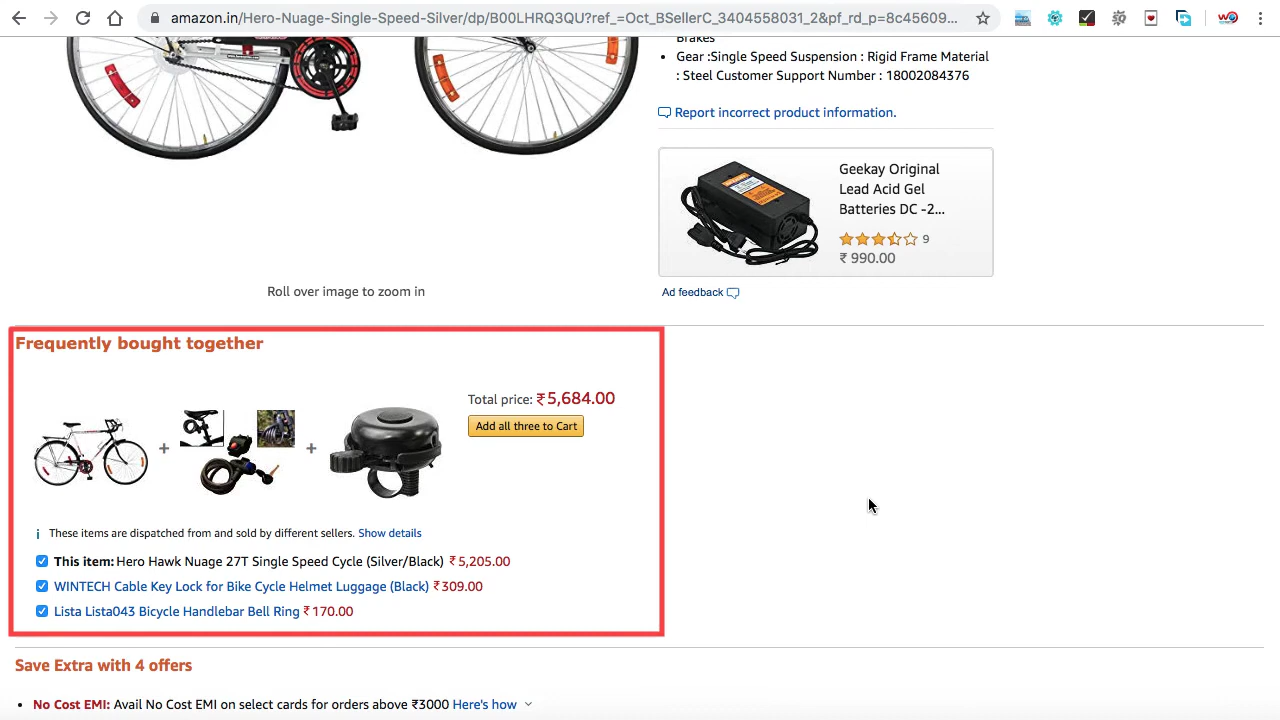 amazon.in/Hero-Nuage-Single-Speed-Silver/dp/B00LHRQ3QU?ref_=Oct_BSellerC_3404558031_2&pf_rd_p=8c45609...
Brakes
• Gear :Single Speed Suspension : Rigid Frame Material
: Steel Customer Support Number : 18002084376
Report incorrect product information.
Geekay Original
Lead Acid Gel
Batteries DC -2...
9
₹ 990.00
Roll over image to zoom in
Ad feedback
Frequently bought together
Total price: ₹5,684.00
Add all three to Cart
+
+
i These items are dispatched from and sold by different sellers. Show details
This item: Hero Hawk Nuage 27T Single Speed Cycle (Silver/Black) ₹5,205.00
WINTECH Cable Key Lock for Bike Cycle Helmet Luggage (Black) ₹309.00
Lista Lista043 Bicycle Handlebar Bell Ring ₹170.00
Save Extra with 4 offers
• No Cost EMI: Avail No Cost EMI on select cards for orders above ₹3000 Here's how